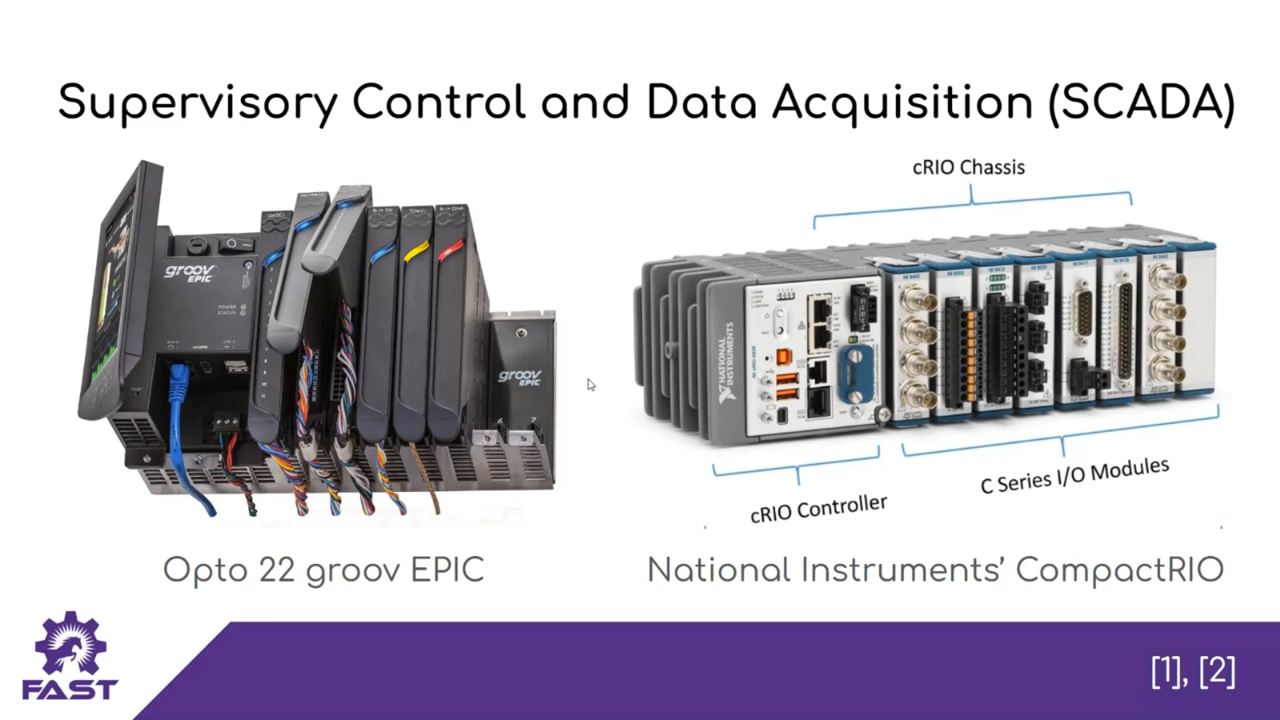 Supervisory Control and Data Acquisition (SCADA)
cRIO Chassis
groov
EPIC
POWER
STATUS
groov
EPIC
NATIONAL
INSTRUMENTS
cRIO Controller
C Series I/O Modules
Opto 22 groov EPIC
National Instruments’ CompactRIO
FAST
[1], [2]